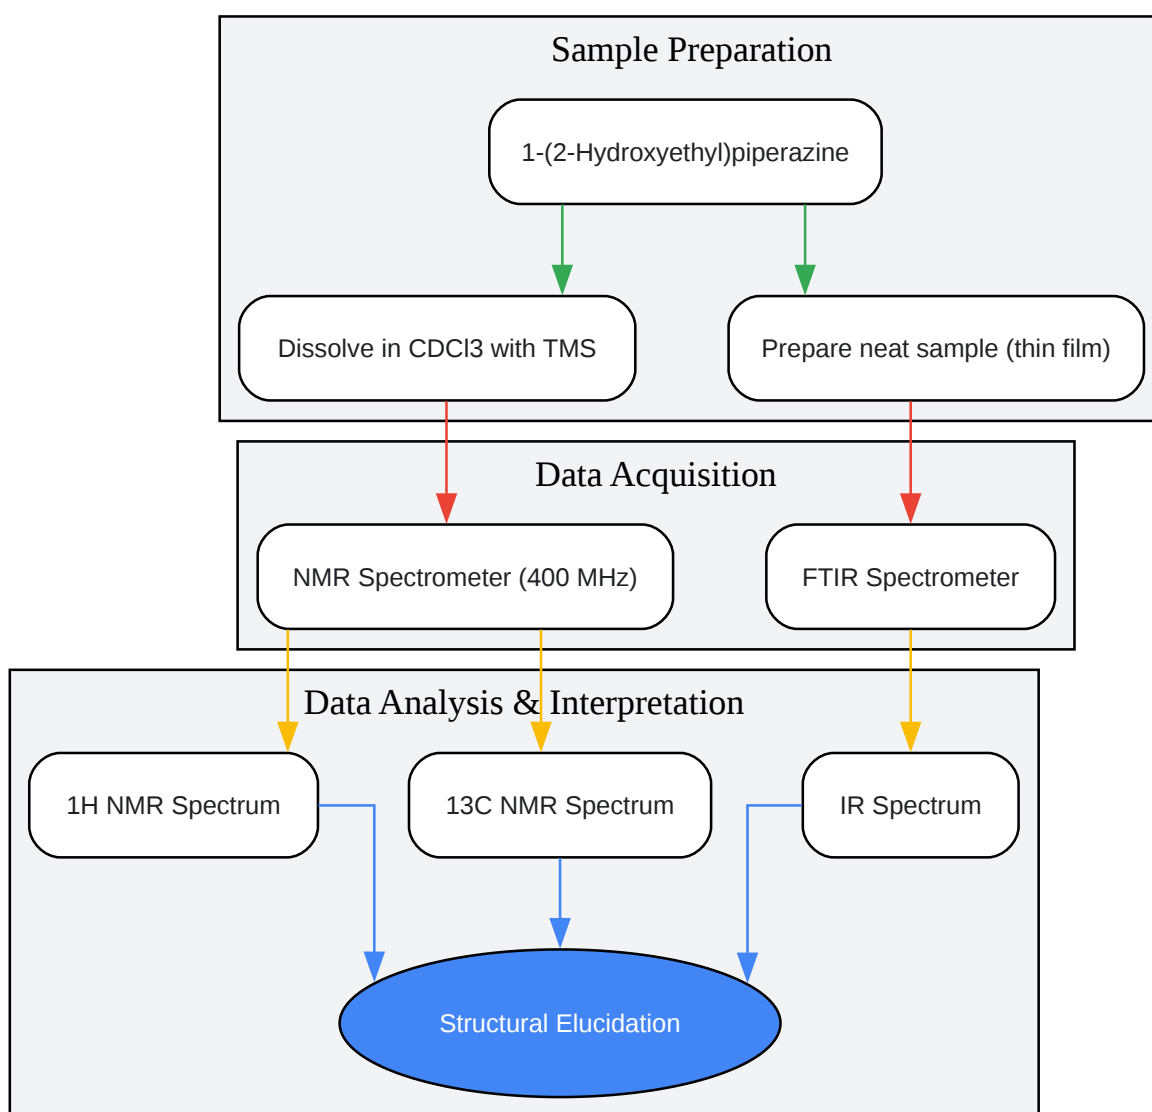 Sample Preparation
1-(2-Hydroxyethyl)piperazine
Dissolve in CDCl3 with TMS
Prepare neat sample (thin film)
Data Acquisition
NMR Spectrometer (400 MHz)
FTIR Spectrometer
Data Analysis & Interpretation
1H NMR Spectrum
13C NMR Spectrum
IR Spectrum
Structural Elucidation